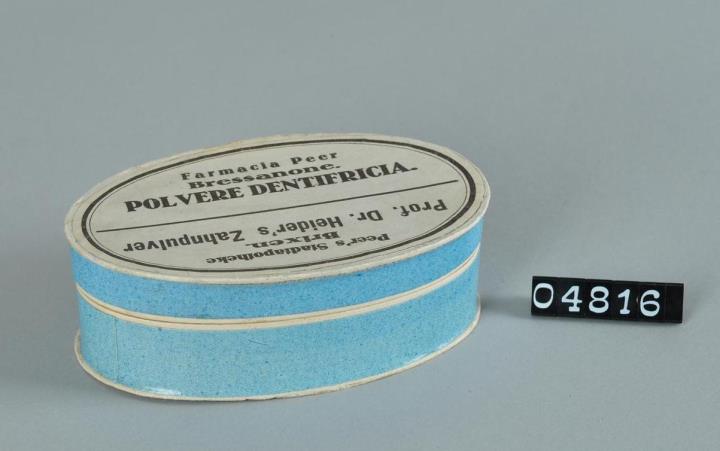 Farmacia Peer
Bressanone.
POLVERE DENTIFRICIA.
Prof. Dr. Heider's Zahnpulver
Brixen.
Peer's Stadtapotheke
04816